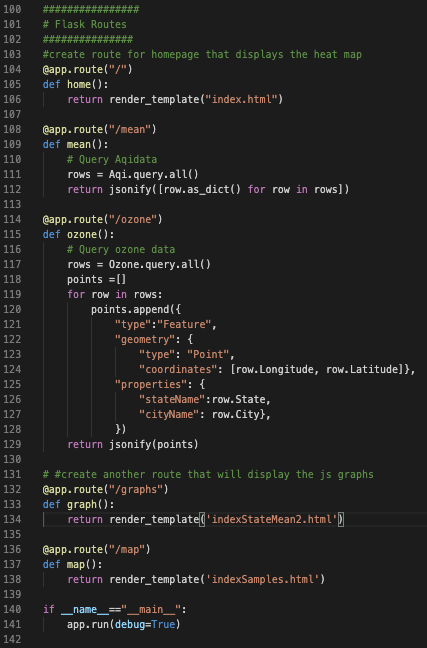 100 ################
101 # Flask Routes
102 ###############
103 #create route for homepage that displays the heat map
104 @app.route("/")
105 def home():
106     return render_template("index.html")
107
108 @app.route("/mean")
109 def mean():
110     # Query Aqidata
111     rows = Aqi.query.all()
112     return jsonify([row.as_dict() for row in rows])
113
114 @app.route("/ozone")
115 def ozone():
116     # Query ozone data
117     rows = Ozone.query.all()
118     points =[]
119     for row in rows:
120         points.append({
121             "type":"Feature",
122             "geometry": {
123                 "type": "Point",
124                 "coordinates": [row.Longitude, row.Latitude]},
125             "properties": {
126                 "stateName":row.State,
127                 "cityName": row.City},
128             })
129     return jsonify(points)
130
131 # #create another route that will display the js graphs
132 @app.route("/graphs")
133 def graph():
134     return render_template('indexStateMean2.html')
135
136 @app.route("/map")
137 def map():
138     return render_template('indexSamples.html')
139
140 if __name__=="__main__":
141     app.run(debug=True)
142